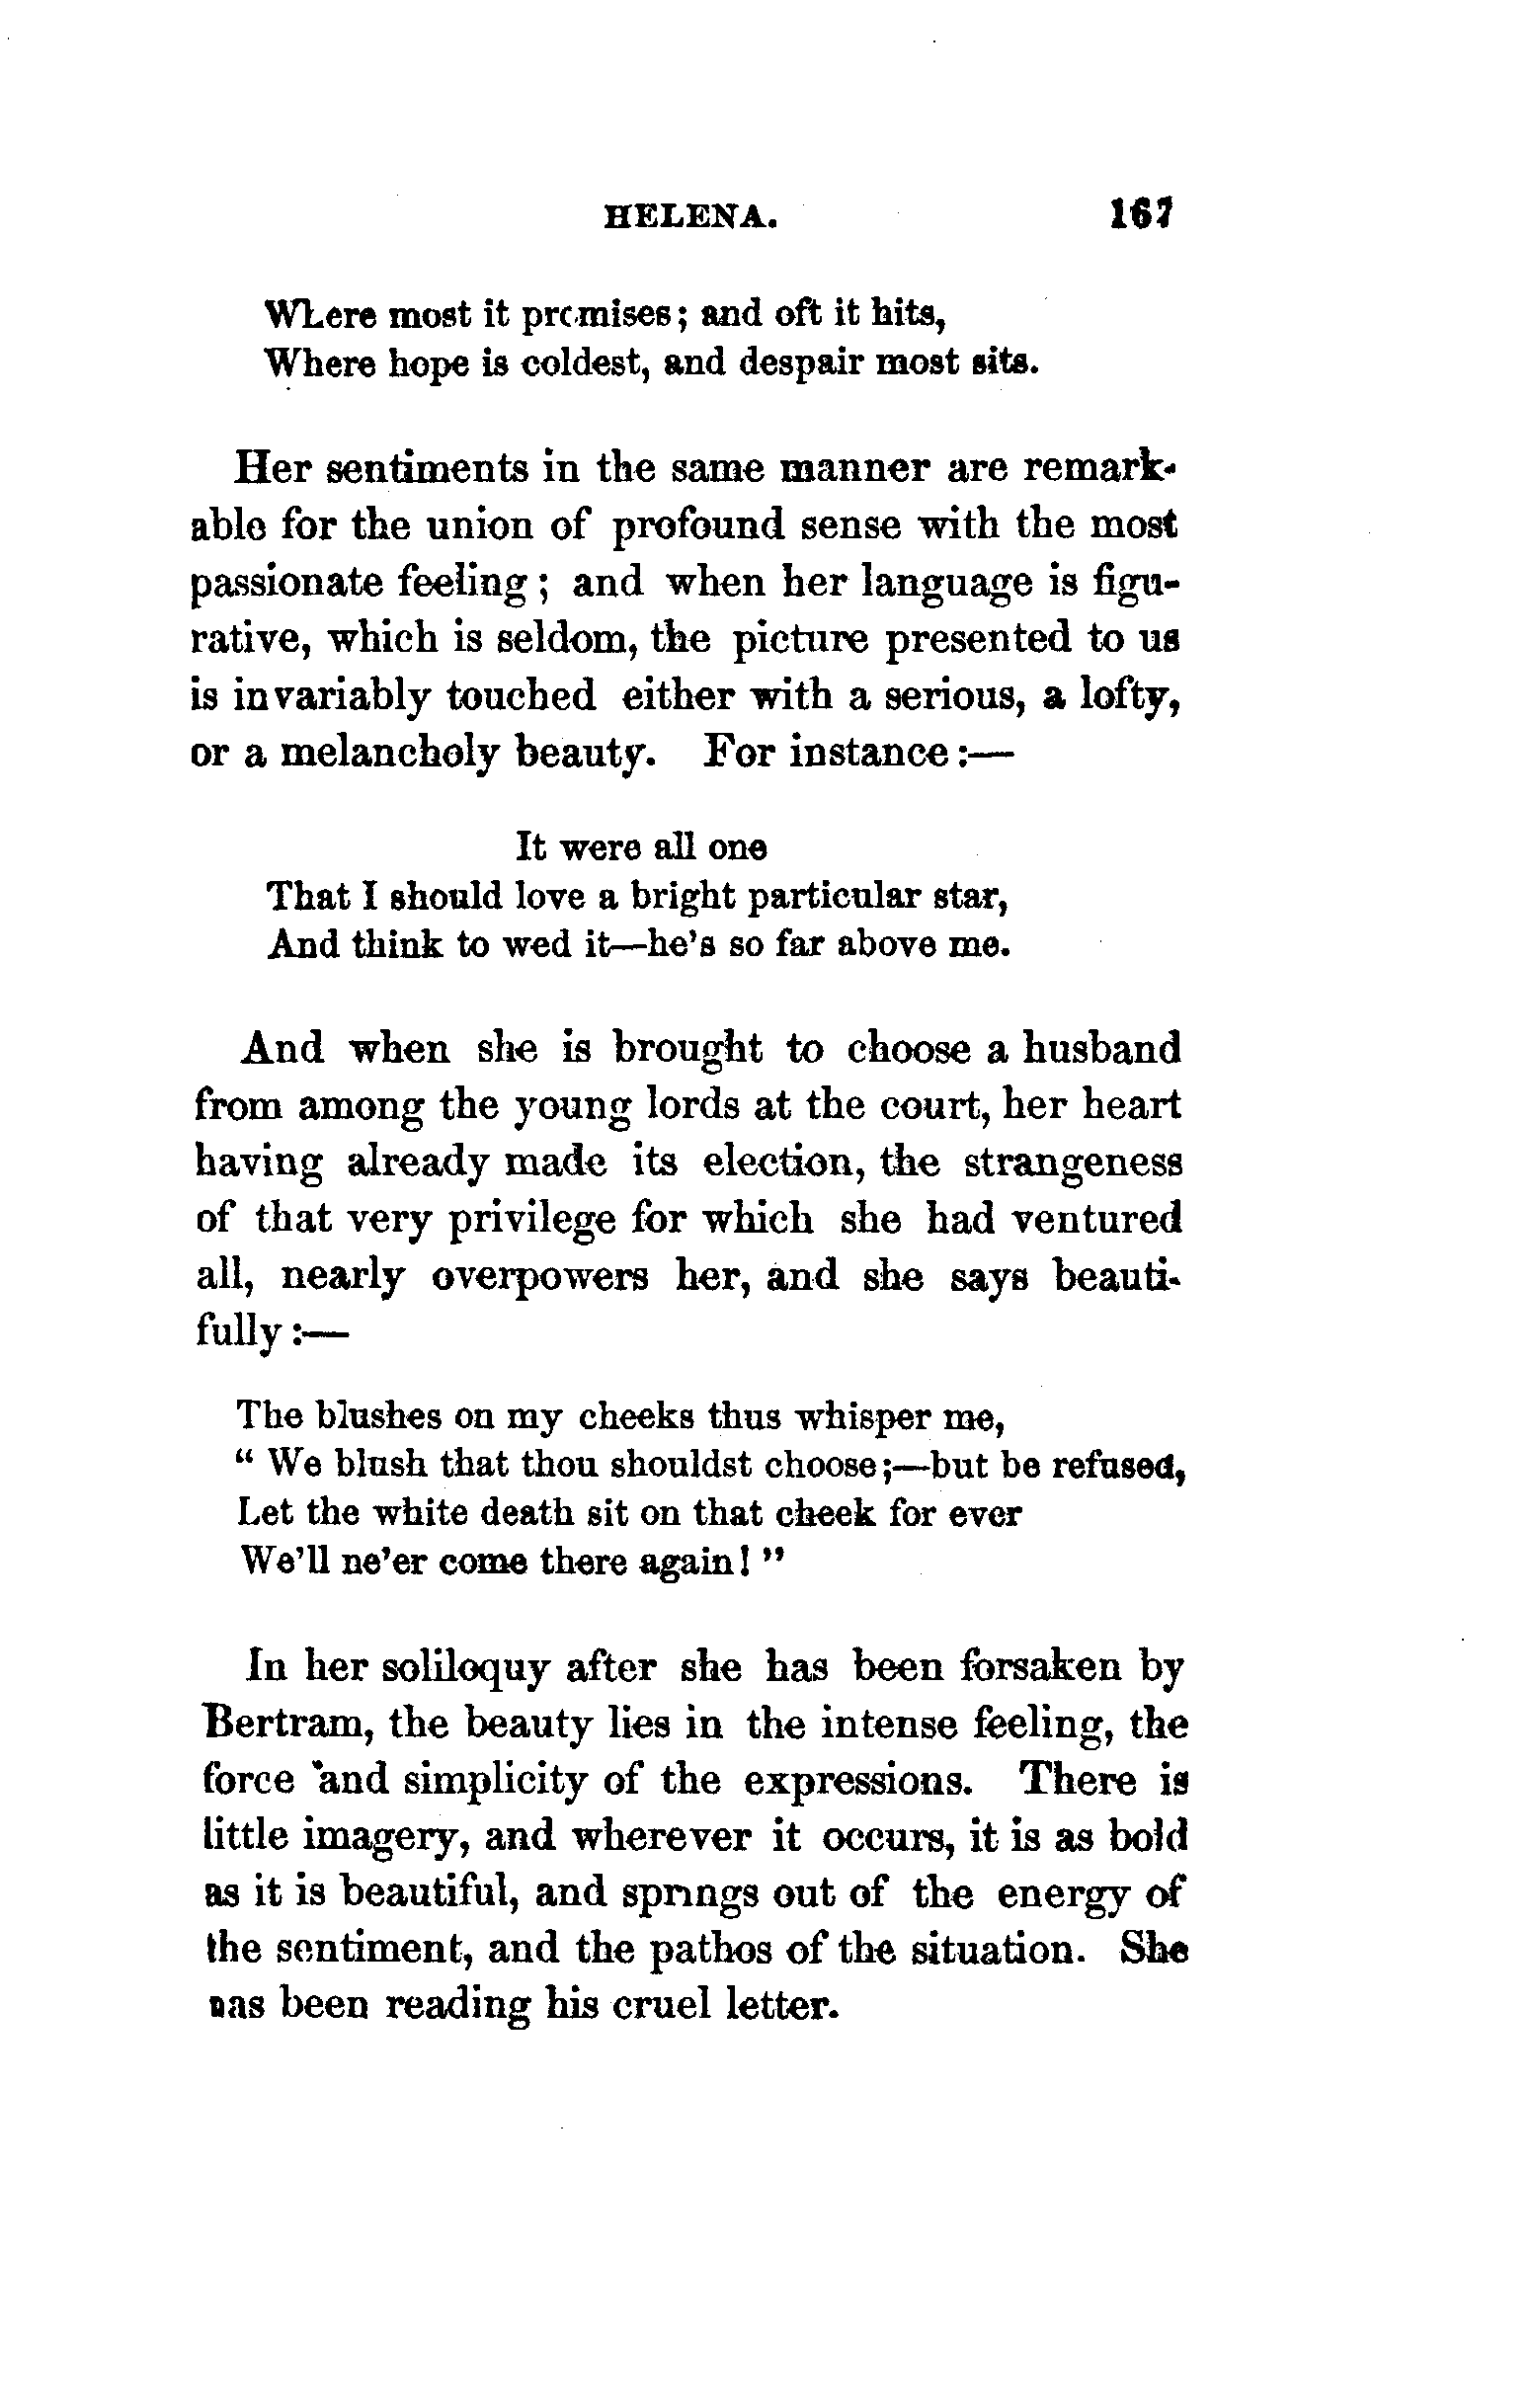 HELENA. 167
Where most it promises; and oft it hits,
Where hope is coldest, and despair most sits.
Her sentiments in the same manner are remark-
able for the union of profound sense with the most
passionate feeling; and when her language is figu-
rative, which is seldom, the picture presented to us
is invariably touched either with a serious, a lofty,
or a melancholy beauty. For instance:—
It were all one
That I should love a bright particular star,
And think to wed it—he's so far above me.
And when she is brought to choose a husband
from among the young lords at the court, her heart
having already made its election, the strangeness
of that very privilege for which she had ventured
all, nearly overpowers her, and she says beauti-
fully:—
The blushes on my cheeks thus whisper me,
"We blush that thou shouldst choose;—but be refused,
Let the white death sit on that cheek for ever
We'll ne'er come there again!"
In her soliloquy after she has been forsaken by
Bertram, the beauty lies in the intense feeling, the
force and simplicity of the expressions. There is
little imagery, and wherever it occurs, it is as bold
as it is beautiful, and springs out of the energy of
the sentiment, and the pathos of the situation. She
has been reading his cruel letter.